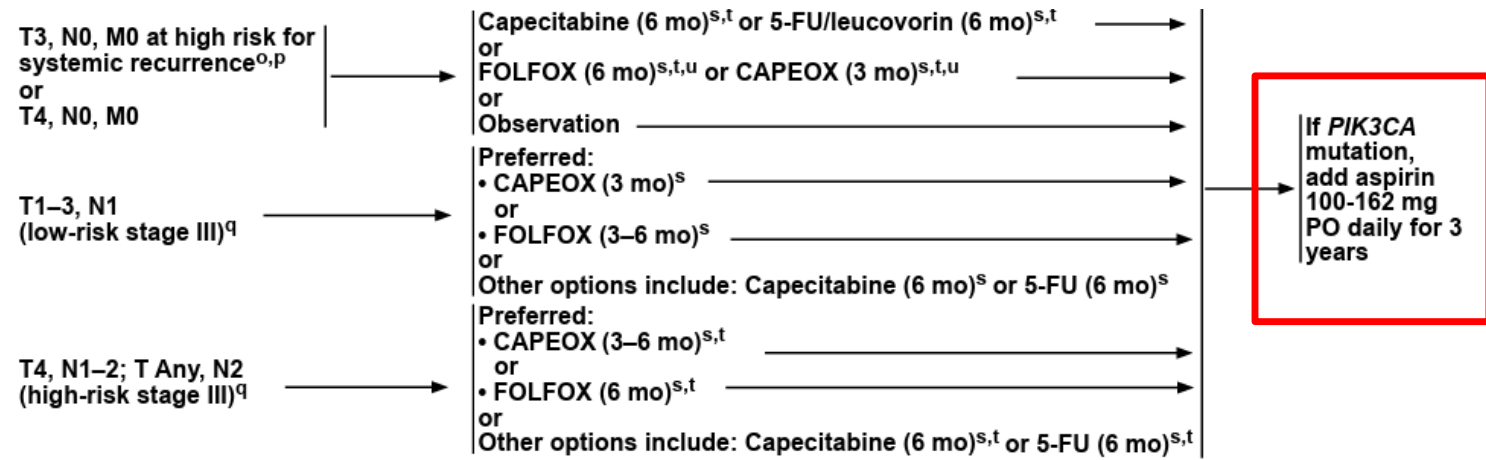 T3, N0, M0 at high risk for
systemic recurrenceᵒ,ᵖ
or
T4, N0, M0
Capecitabine (6 mo)ˢ,ᵗ or 5-FU/leucovorin (6 mo)ˢ,ᵗ
or
FOLFOX (6 mo)ˢ,ᵗ,ᵘ or CAPEOX (3 mo)ˢ,ᵗ,ᵘ
or
Observation
T1–3, N1
(low-risk stage III)q
Preferred:
• CAPEOX (3 mo)ˢ
or
• FOLFOX (3–6 mo)ˢ
or
Other options include: Capecitabine (6 mo)ˢ or 5-FU (6 mo)ˢ
T4, N1–2; T Any, N2
(high-risk stage III)q
Preferred:
• CAPEOX (3–6 mo)ˢ,ᵗ
or
• FOLFOX (6 mo)ˢ,ᵗ
or
Other options include: Capecitabine (6 mo)ˢ,ᵗ or 5-FU (6 mo)ˢ,ᵗ
If PIK3CA
mutation,
add aspirin
100-162 mg
PO daily for 3
years